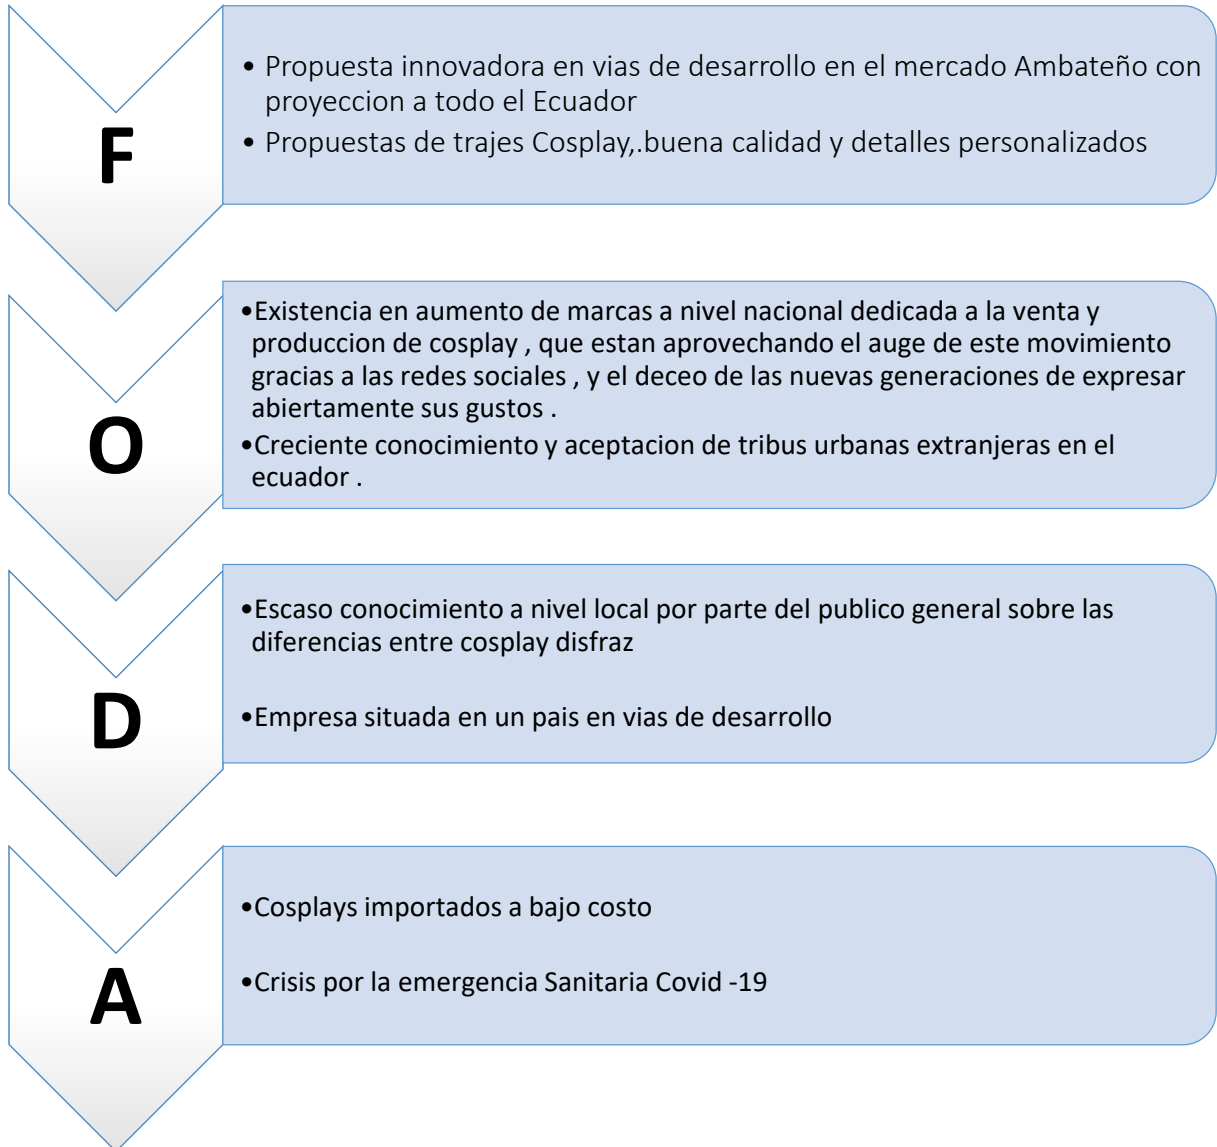 F
• Propuesta innovadora en vias de desarrollo en el mercado Ambateño con
proyeccion a todo el Ecuador
• Propuestas de trajes Cosplay,.buena calidad y detalles personalizados
O
•Existencia en aumento de marcas a nivel nacional dedicada a la venta y
produccion de cosplay , que estan aprovechando el auge de este movimiento
gracias a las redes sociales , y el deceo de las nuevas generaciones de expresar
abiertamente sus gustos .
•Creciente conocimiento y aceptacion de tribus urbanas extranjeras en el
ecuador .
D
•Escaso conocimiento a nivel local por parte del publico general sobre las
diferencias entre cosplay disfraz
•Empresa situada en un pais en vias de desarrollo
A
•Cosplays importados a bajo costo
•Crisis por la emergencia Sanitaria Covid -19